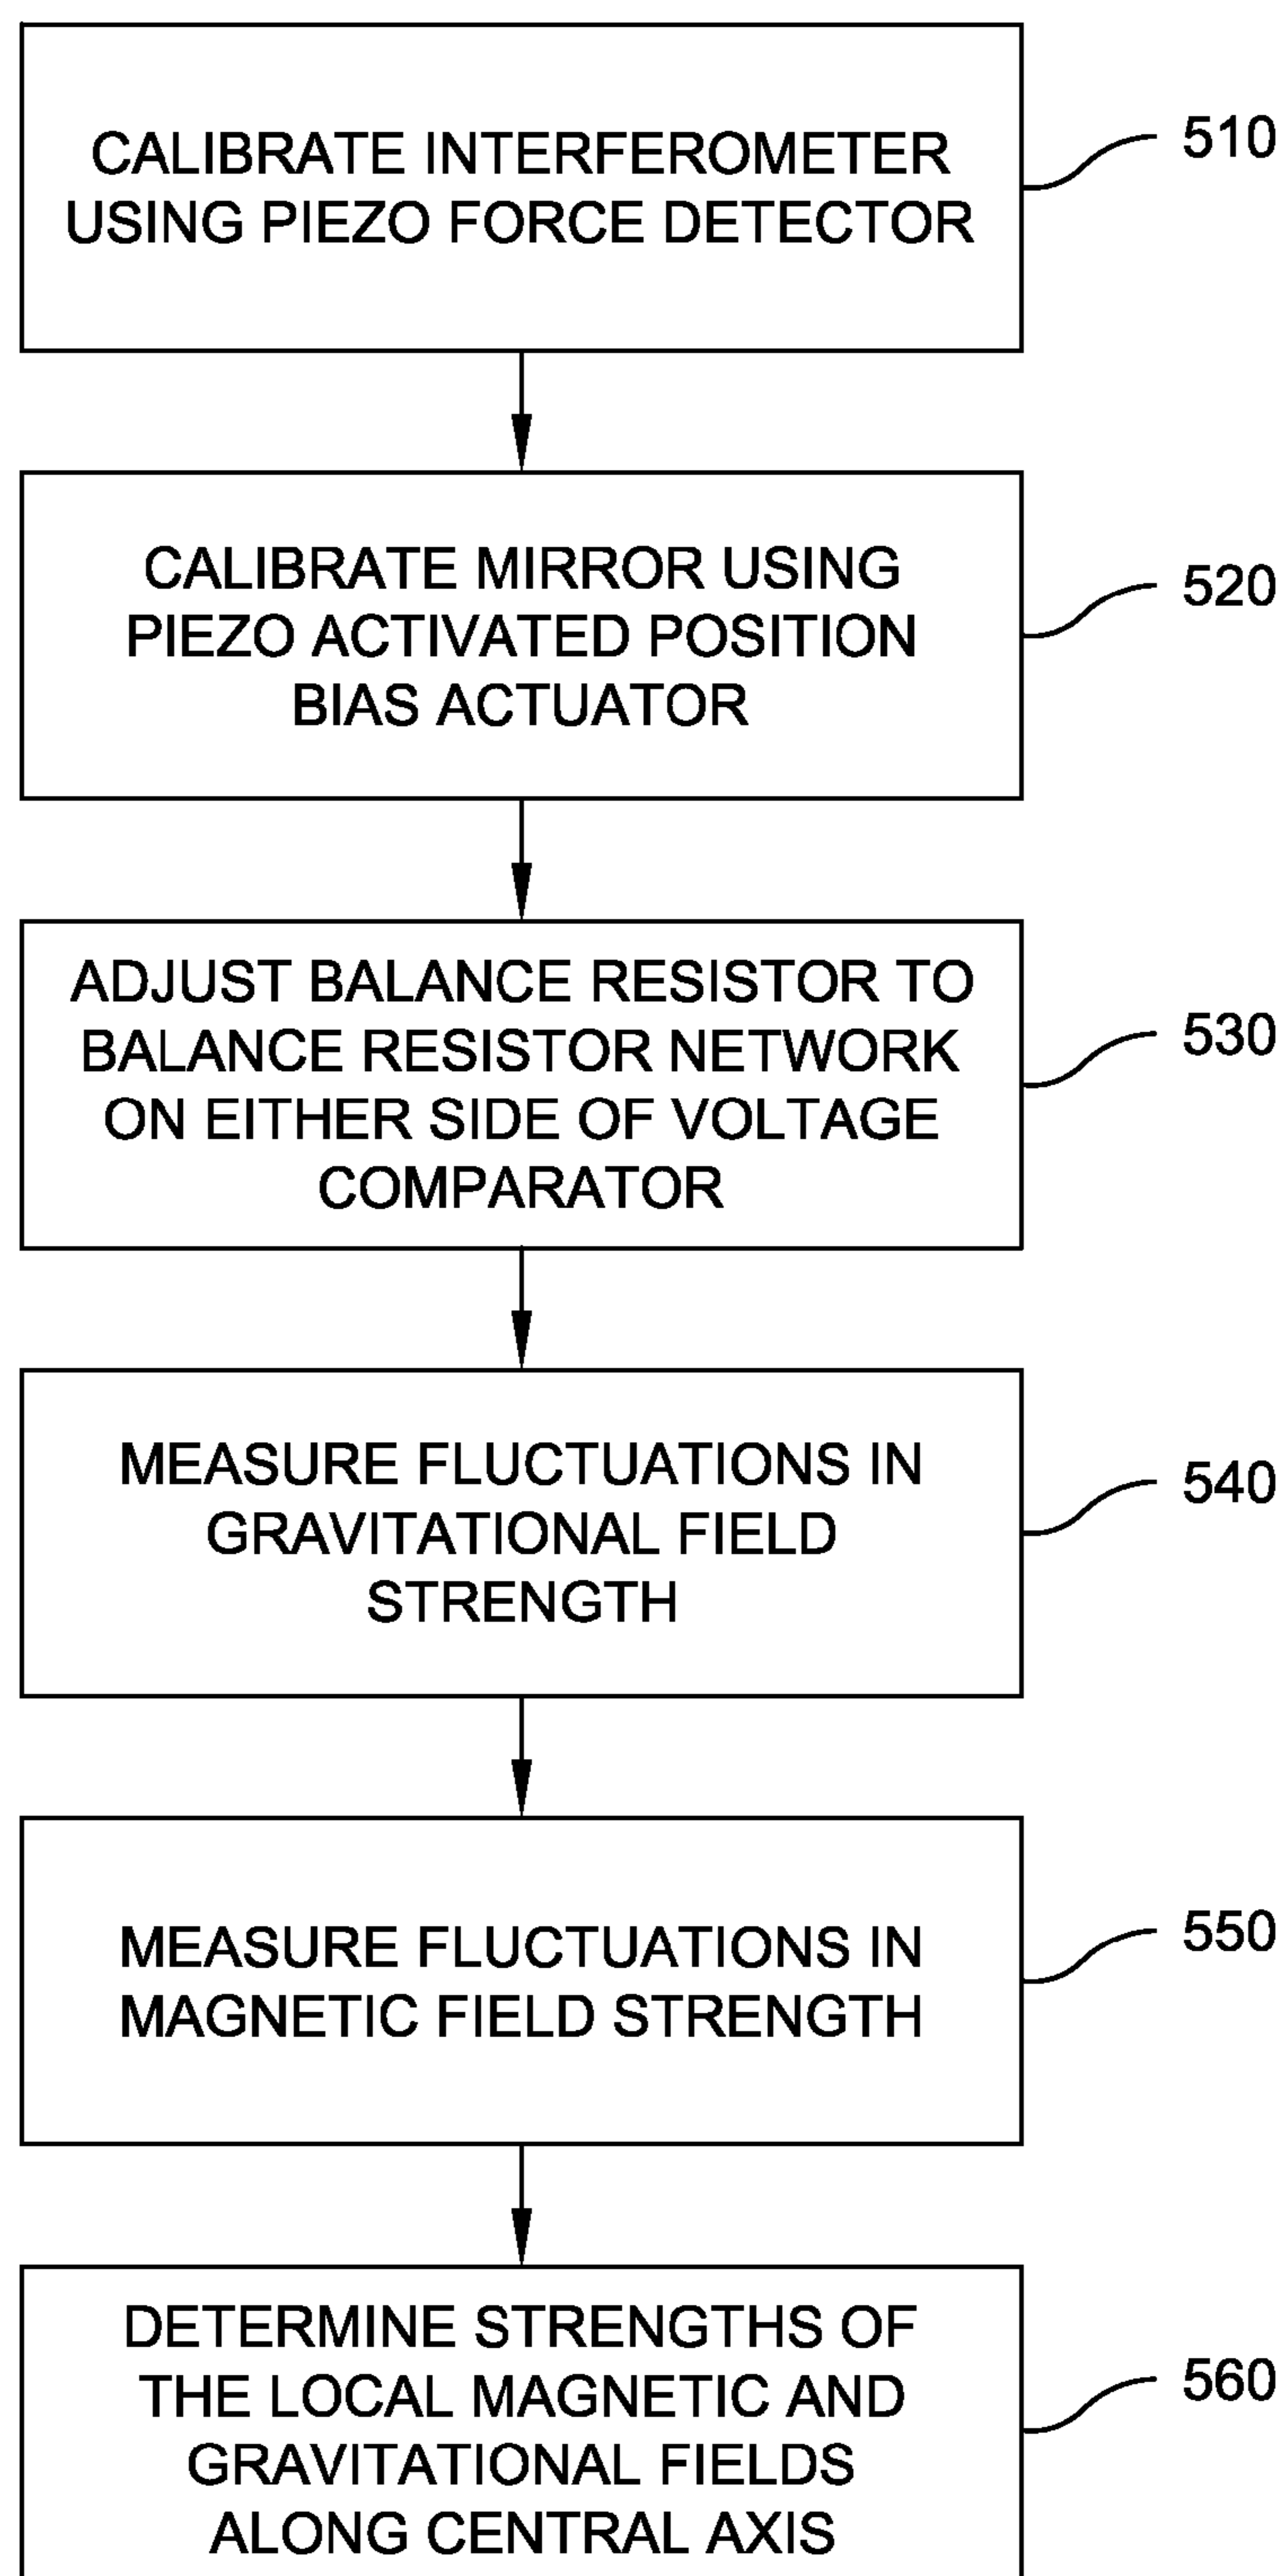 CALIBRATE INTERFEROMETER
USING PIEZO FORCE DETECTOR
510
CALIBRATE MIRROR USING
PIEZO ACTIVATED POSITION
BIAS ACTUATOR
520
ADJUST BALANCE RESISTOR TO
BALANCE RESISTOR NETWORK
ON EITHER SIDE OF VOLTAGE
COMPARATOR
530
MEASURE FLUCTUATIONS IN
GRAVITATIONAL FIELD
STRENGTH
540
MEASURE FLUCTUATIONS IN
MAGNETIC FIELD STRENGTH
550
DETERMINE STRENGTHS OF
THE LOCAL MAGNETIC AND
GRAVITATIONAL FIELDS
ALONG CENTRAL AXIS
560